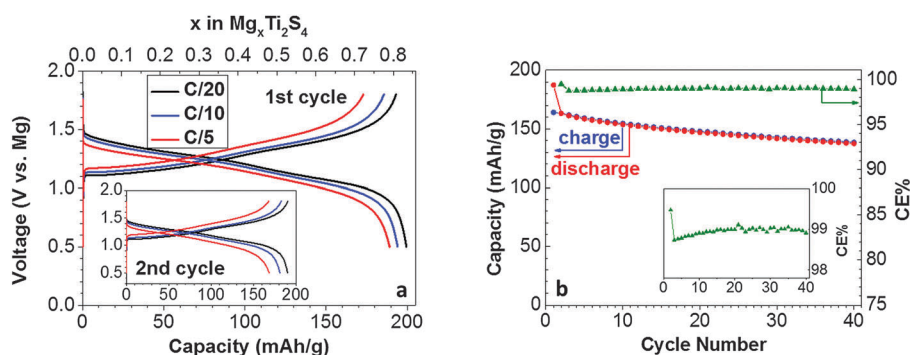 x in MgxTi2S4
0.0 0.1 0.2 0.3 0.4 0.5 0.6 0.7 0.8
2.0
1.5
1.0
0.5
0.0
Voltage (V vs. Mg)
C/20
C/10
C/5
1st cycle
2.0
1.5
1.0
0.5
2nd cycle
0 50 100 150 200
a
0 50 100 150 200
Capacity (mAh/g)
200
150
100
50
0
Capacity (mAh/g)
charge
discharge
100
99
98
CE%
0 10 20 30 40
b
100
95
90
85
80
75
CE%
0 10 20 30 40
Cycle Number